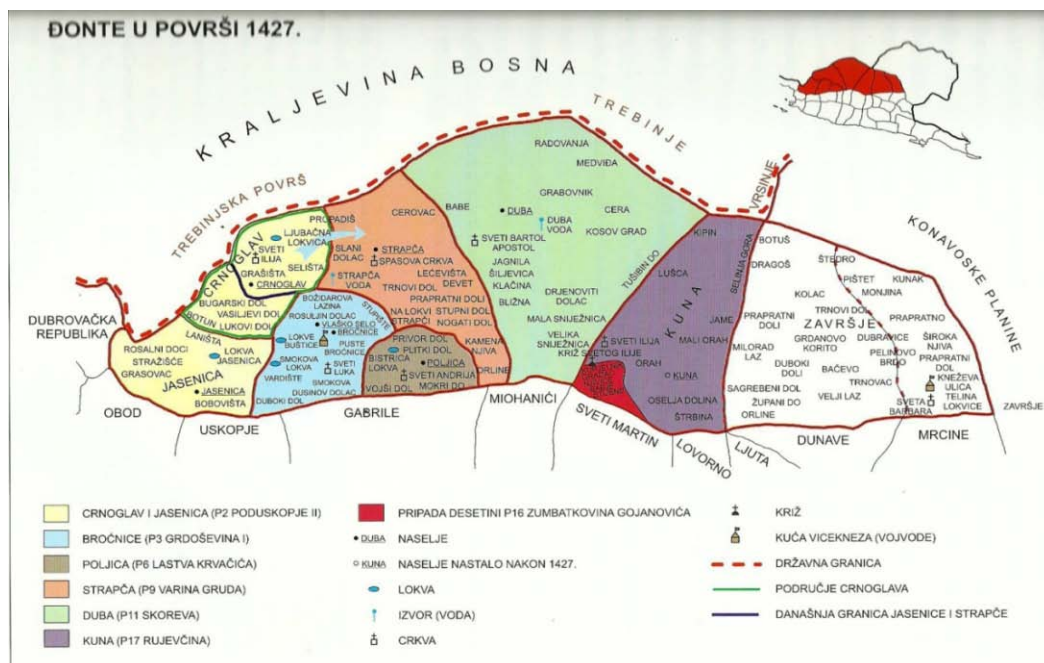 ĐONTE U POVRŠI 1427.
KRALJEVINA BOSNA
TREBINJE
TREBINJSKA POVRŠ
VRSINJE
KONAVOSKE PLANINE
DUBROVAČKA
REPUBLIKA
CRNOGLAV
PROPADIŠ
LJUBAČNA
LOKVICA
SVETI
ILIJA
SELIŠTA
GRAŠIŠTA
CRNOGLAV
BUGARSKI DOL
VASILJEVI DOL
BOTUN
LUKOVI DOL
LANIŠTA
ROSALNI DOCI
STRAŽIŠĆE
GRASOVAC
LOKVA
JASENICA
JASENICA
JASENICA
BOBOVIŠTA
BOŽIDAROVA
LAZINA
ROSULJIN DOLAC
STUPIŠTE
VLAŠKO SELO
BROČNICE
LOKVE
BUŠTICE
PUSTE
BROČNICE
SMOKOVA
LOKVA
SVETI
LUKA
VARDIŠTE
SMOKOVA
DUSINOV DOLAC
DUBOKI DOL
CEROVAC
SLANI
DOLAC
STRAPČA
SPASOVA CRKVA
STRAPČA
VODA
LEĆEVIŠTA
DEVET
TRNOVI DOL
PRAPRATNI DOLI
NA LOKVI
STRAPČI
STUPNI DOL
NOGATI DOL
KAMENA
NJIVA
ORLINE
PRIVOR DOL
PLITKI DOL
BISTRICA
LOKVA
POLJICA
SVETI ANDRIJA
VOJŠI DOL
MOKRI DO
RADOVANJA
MEDVIĐA
GRABOVNIK
BABE
DUBA
DUBA
VODA
CERA
KOSOV GRAD
SVETI BARTOL
APOSTOL
JAGNILA
ŠILJEVICA
KLAČINA
BLIŽNA
DRJENOVITI
DOLAC
TUŠIBIN DO
MALA SNIJEŽNICA
VELIKA
SNIJEŽNICA
KRIŽ SVETOG ILIJE
SVETI ILIJA
KIPIN
LUŠCA
KUNA
JAME
MALI ORAH
ORAH
KUNA
OSELJA DOLINA
ŠTRBINA
SELINJA GORA
BOTUŠ
DRAGOŠ
ŠTEDRO
PIŠTET
KUNAK
MONJINA
KOLAC
TRNOVI DOL
PRAPRATNO
PRAPRATNI
DOLI
ZAVRŠJE
GRDANOVO
KORITO
DUBRAVICE
ŠIROKA
NJIVA
MILORAD
LAZ
PELINOVO
BRDO
PRAPRATNI
DOL
DUBOKI
DOLI
BAČEVO
KNEŽEVA
ULICA
TRNOVAC
SAGREBENI DOL
VELJI LAZ
SVETA
BARBARA
TELINA
LOKVICE
ŽUPANI DO
ORLINE
OBOD
USKOPJE
GABRILE
MIOHANIĆI
SVETI MARTIN
LOVORNO
LJUTA
DUNAVE
MRCINE
ZAVRŠJE
CRNOGLAV I JASENICA (P2 PODUSKOPJE II)
BROĆNICE (P3 GRDOŠEVINA I)
POLJICA (P6 LASTVA KRVAČIĆA)
STRAPČA (P9 VARINA GRUDA)
DUBA (P11 SKOREVA)
KUNA (P17 RUJEVČINA)
PRIPADA DESETINI P16 ZUMBATKOVINA GOJANOVIĆA
DUBA NASELJE
KUNA NASELJE NASTALO NAKON 1427.
LOKVA
IZVOR (VODA)
CRKVA
KRIŽ
KUĆA VICEKNEZA (VOJVODE)
DRŽAVNA GRANICA
PODRUČJE CRNOGLAVA
DANAŠNJA GRANICA JASENICE I STRAPČE